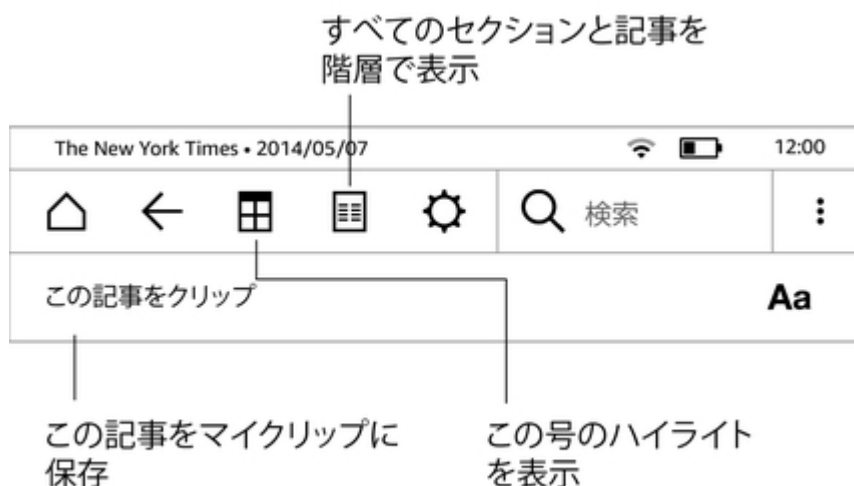 すべてのセクションと記事を
階層で表示
The New York Times • 2014/05/07
12:00
検索
この記事をクリップ
Aa
この記事をマイクリップに
保存
この号のハイライト
を表示